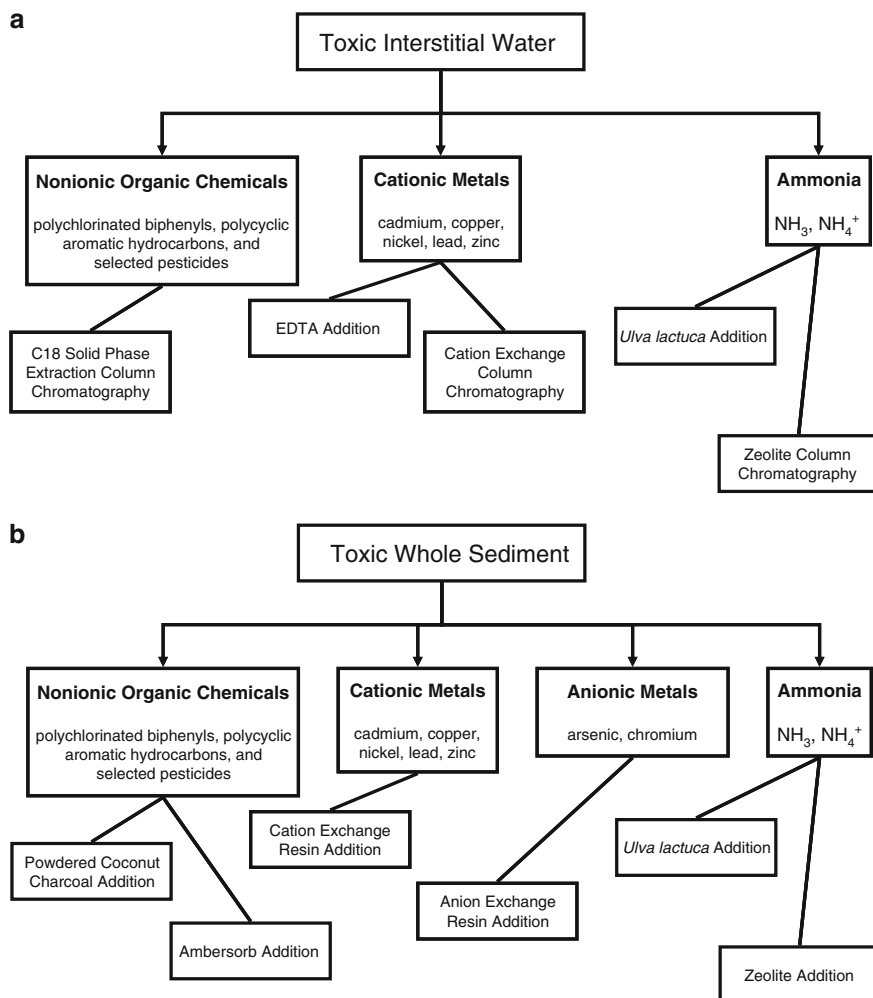 a
Toxic Interstitial Water
Nonionic Organic Chemicals
polychlorinated biphenyls, polycyclic
aromatic hydrocarbons, and
selected pesticides
Cationic Metals
cadmium, copper,
nickel, lead, zinc
Ammonia
NH₃, NH₄⁺
C18 Solid Phase
Extraction Column
Chromatography
EDTA Addition
Cation Exchange
Column
Chromatography
Ulva lactuca Addition
Zeolite Column
Chromatography
b
Toxic Whole Sediment
Nonionic Organic Chemicals
polychlorinated biphenyls, polycyclic
aromatic hydrocarbons, and
selected pesticides
Cationic Metals
cadmium, copper,
nickel, lead, zinc
Anionic Metals
arsenic, chromium
Ammonia
NH₃, NH₄⁺
Powdered Coconut
Charcoal Addition
Ambersorb Addition
Cation Exchange
Resin Addition
Anion Exchange
Resin Addition
Ulva lactuca Addition
Zeolite Addition